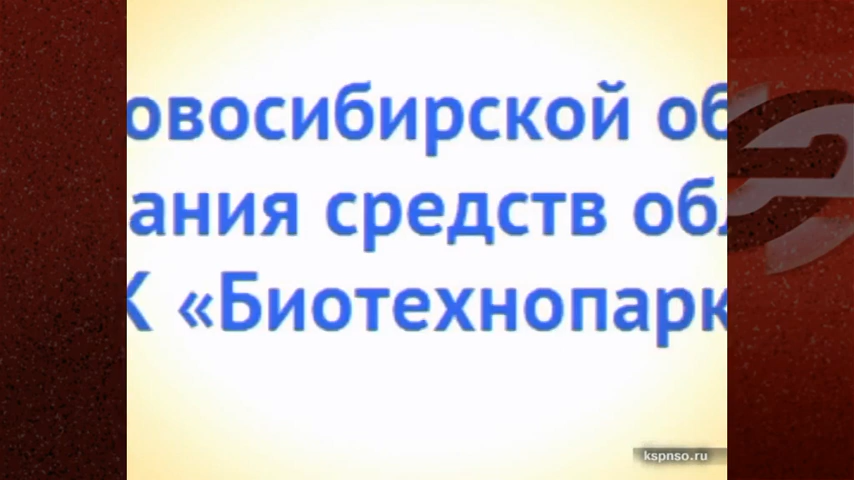 овосибирской об
ания средств обл
К «Биотехнопарк
kspnso.ru